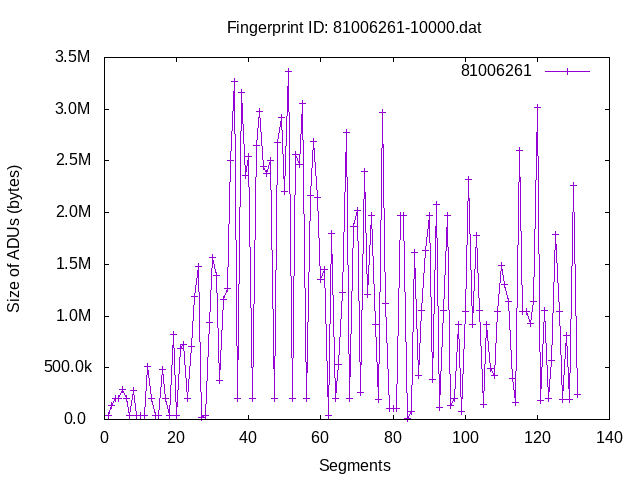 Fingerprint ID: 81006261-10000.dat
81006261
3.5M
3.0M
2.5M
2.0M
1.5M
1.0M
500.0k
0.0
Size of ADUs (bytes)
0 20 40 60 80 100 120 140
Segments